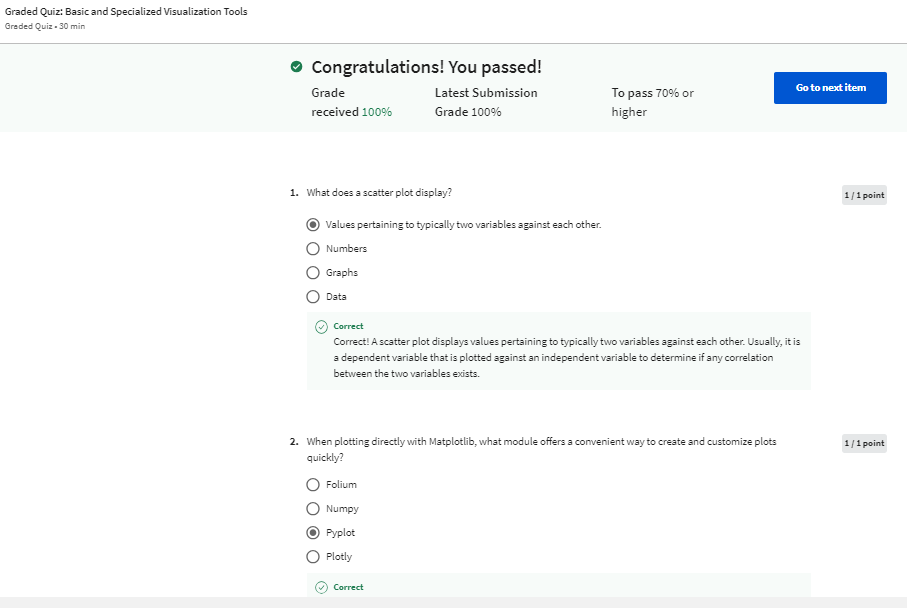 Graded Quiz: Basic and Specialized Visualization Tools
Graded Quiz • 30 min
Congratulations! You passed!
Grade
received 100%
Latest Submission
Grade 100%
To pass 70% or
higher
Go to next item
1. What does a scatter plot display?
1 / 1 point
Values pertaining to typically two variables against each other.
Numbers
Graphs
Data
Correct
Correct! A scatter plot displays values pertaining to typically two variables against each other. Usually, it is
a dependent variable that is plotted against an independent variable to determine if any correlation
between the two variables exists.
2. When plotting directly with Matplotlib, what module offers a convenient way to create and customize plots
quickly?
1 / 1 point
Folium
Numpy
Pyplot
Plotly
Correct